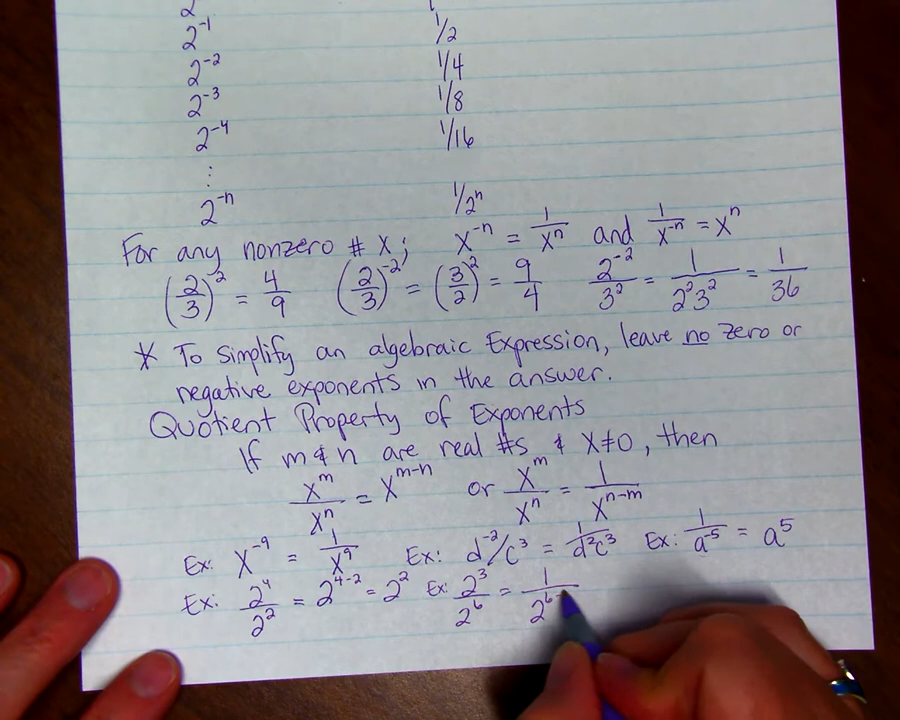 2^-1 1/2
2^-2 1/4
2^-3 1/8
2^-4 1/16
⋮
2^-n 1/2^n
For any nonzero # X; x^-n = 1/x^n and 1/x^-n = x^n
(2/3)^2 = 4/9 (2/3)^-2 = (3/2)^2 = 9/4 2^-2/3^2 = 1/2^2 3^2 = 1/36
* To simplify an algebraic Expression, leave no zero or
negative exponents in the answer.
Quotient Property of Exponents
If m & n are real #s & X≠0, then
x^m/x^n = x^m-n or x^m/x^n = 1/x^n-m
Ex: x^-9 = 1/x^9 Ex: d^-2/c^3 = 1/d^2c^3 Ex: 1/a^-5 = a^5
Ex: 2^4/2^2 = 2^4-2 = 2^2 Ex: 2^3/2^6 = 1/2^6-